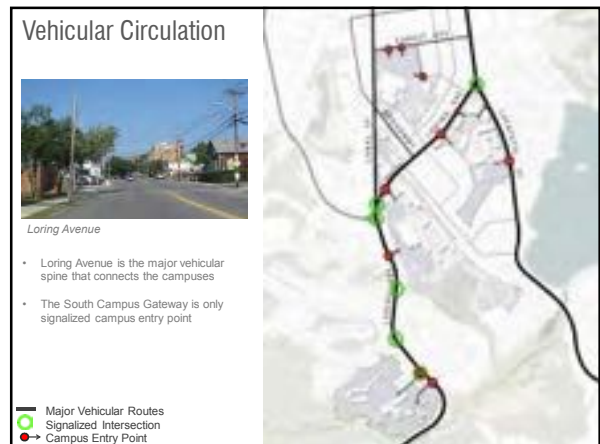 Vehicular Circulation
Loring Avenue
• Loring Avenue is the major vehicular
spine that connects the campuses
• The South Campus Gateway is only
signalized campus entry point
Major Vehicular Routes
Signalized Intersection
Campus Entry Point